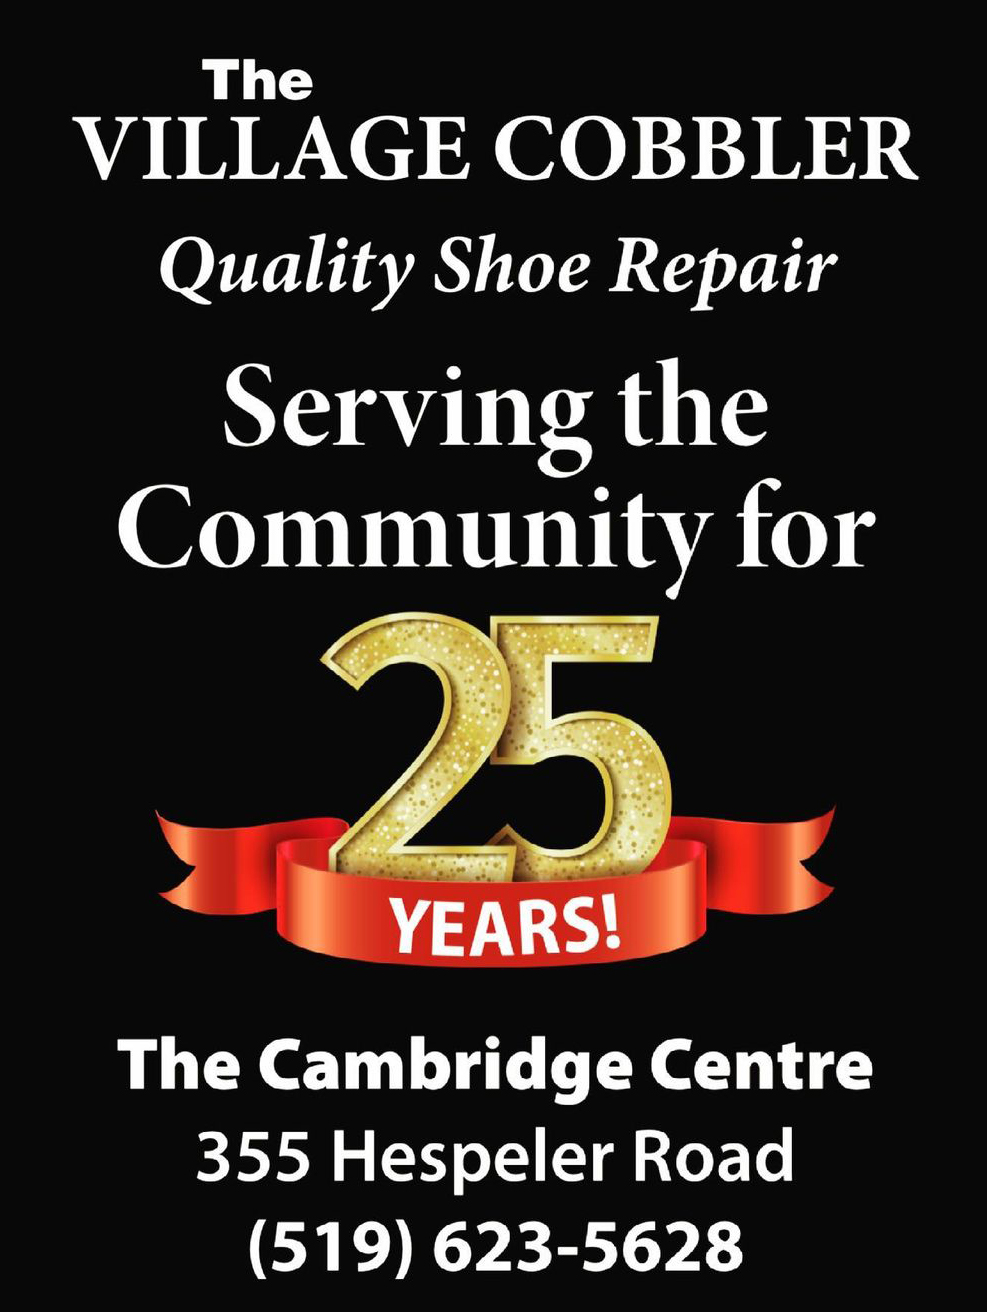 The
VILLAGE COBBLER
Quality Shoe Repair
Serving the
Community for
25
YEARS!
The Cambridge Centre
355 Hespeler Road
(519) 623-5628